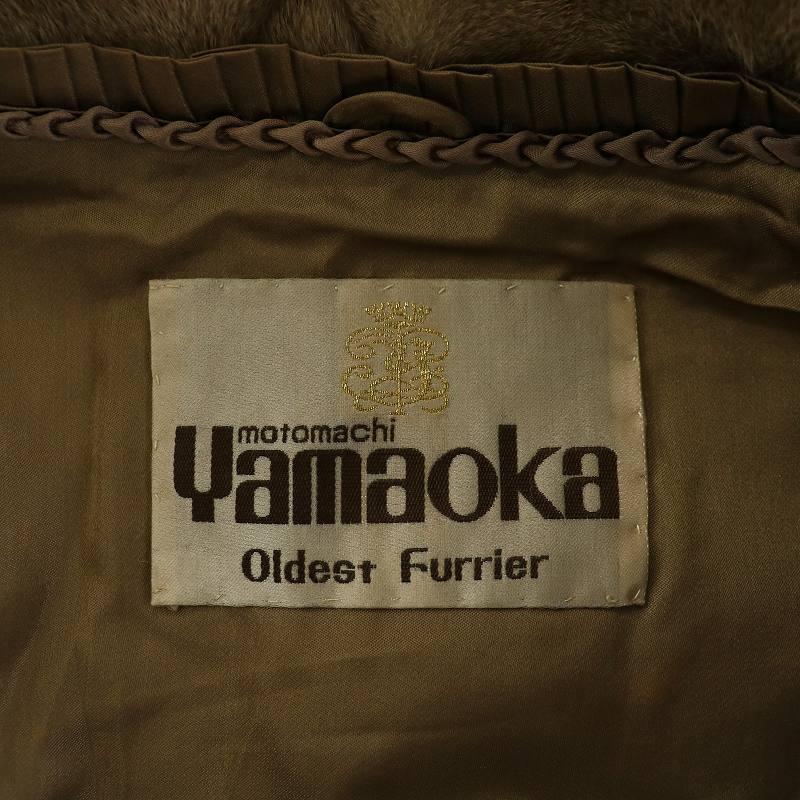 motomachi
Yamaoka
Oldest Furrier